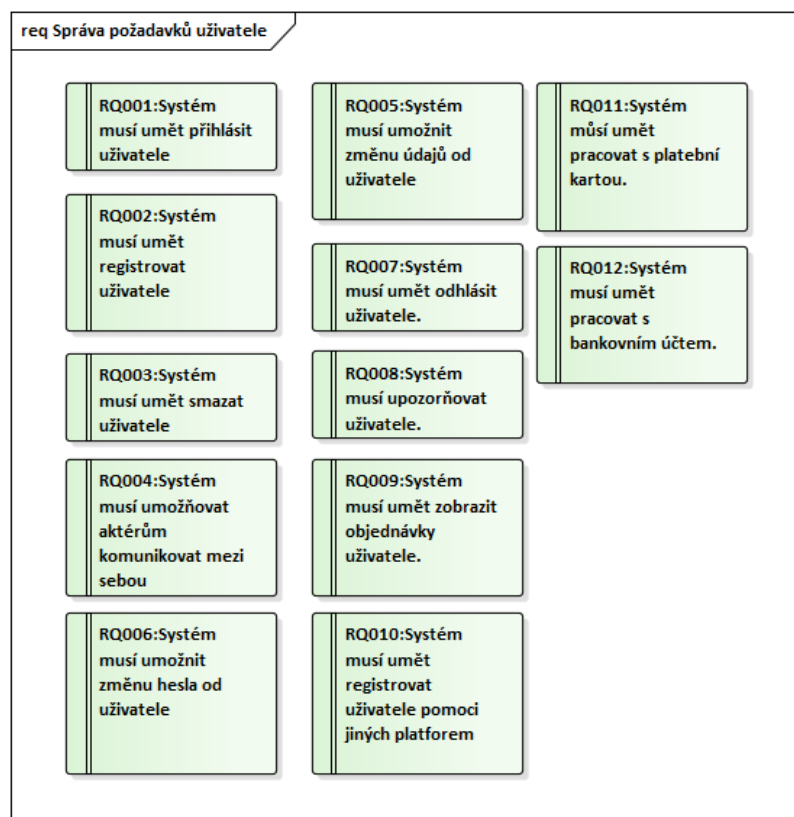 req Správa požadavků uživatele
RQ001:Systém
musí umět přihlásit
uživatele
RQ002:Systém
musí umět
registrovat
uživatele
RQ003:Systém
musí umět smazat
uživatele
RQ004:Systém
musí umožňovat
aktérům
komunikovat mezi
sebou
RQ006:Systém
musí umožnit
změnu hesla od
uživatele
RQ005:Systém
musí umožnit
změnu údajů od
uživatele
RQ007:Systém
musí umět odhlásit
uživatele.
RQ008:Systém
musí upozorňovat
uživatele.
RQ009:Systém
musí umět zobrazit
objednávky
uživatele.
RQ010:Systém
musí umět
registrovat
uživatele pomoci
jiných platforem
RQ011:Systém
můsí umět
pracovat s platební
kartou.
RQ012:Systém
musí umět
pracovat s
bankovním účtem.